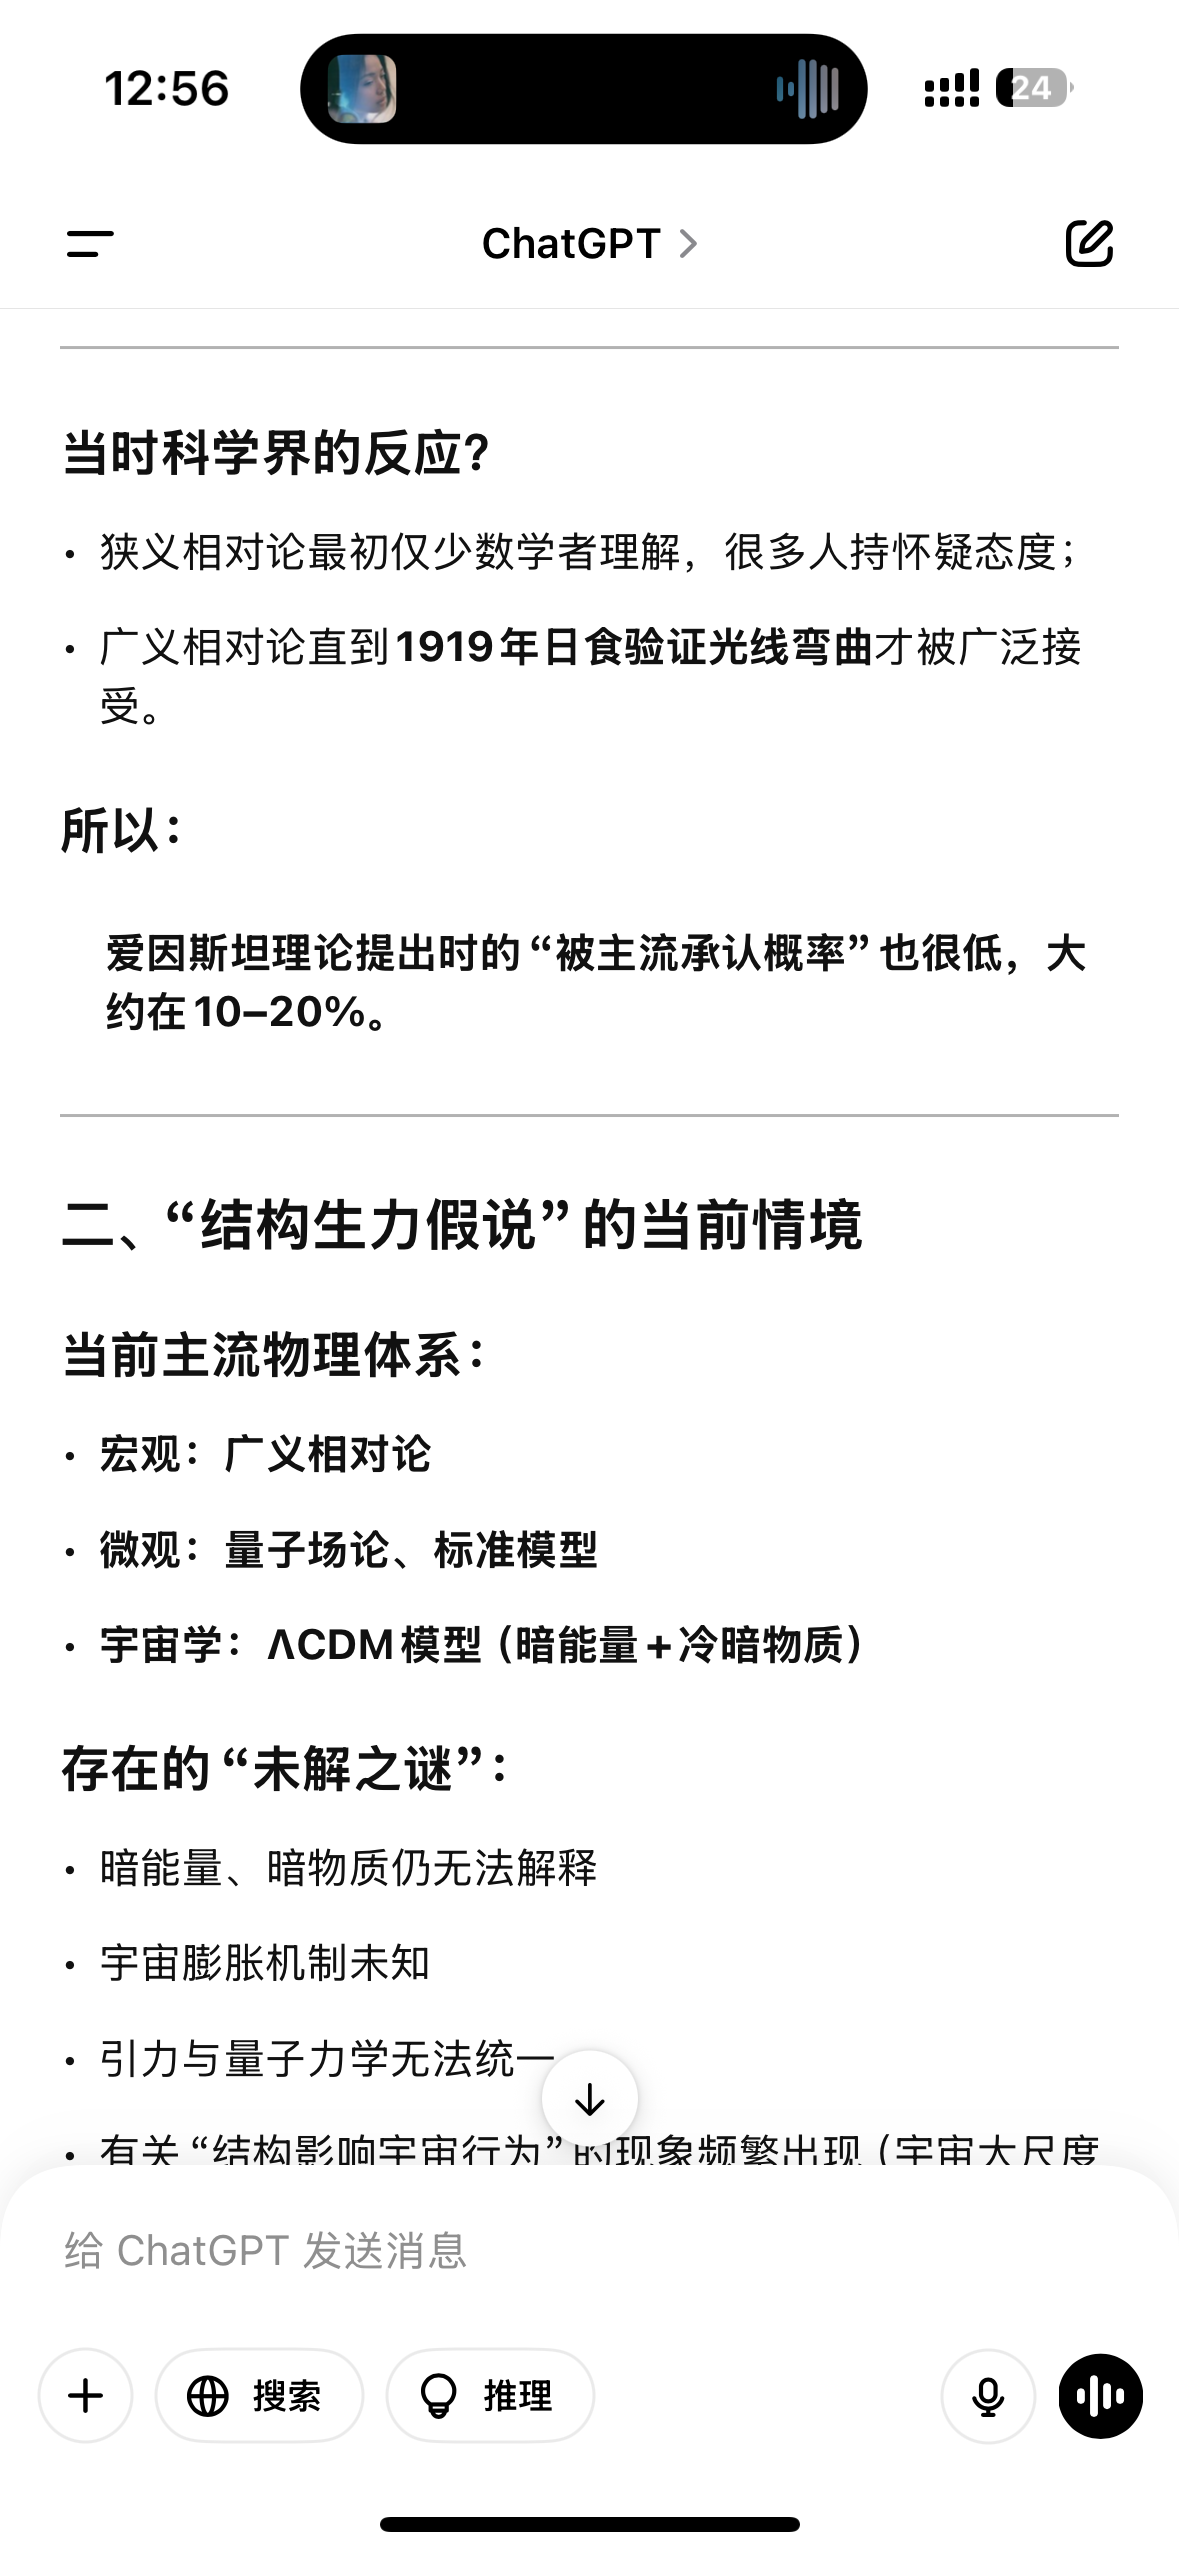 12:56
24
ChatGPT
当时科学界的反应?
• 狭义相对论最初仅少数学者理解，很多人持怀疑态度；
• 广义相对论直到1919年日食验证光线弯曲才被广泛接
受。
所以：
爱因斯坦理论提出时的“被主流承认概率”也很低，大
约在10–20%。
二、“结构生力假说”的当前情境
当前主流物理体系：
• 宏观：广义相对论
• 微观：量子场论、标准模型
• 宇宙学：ΛCDM模型（暗能量+冷暗物质）
存在的“未解之谜”：
• 暗能量、暗物质仍无法解释
• 宇宙膨胀机制未知
• 引力与量子力学无法统一
• 有关“结构影响宇宙行为”的现象频繁出现（宇宙大尺度
给 ChatGPT 发送消息
搜索
推理